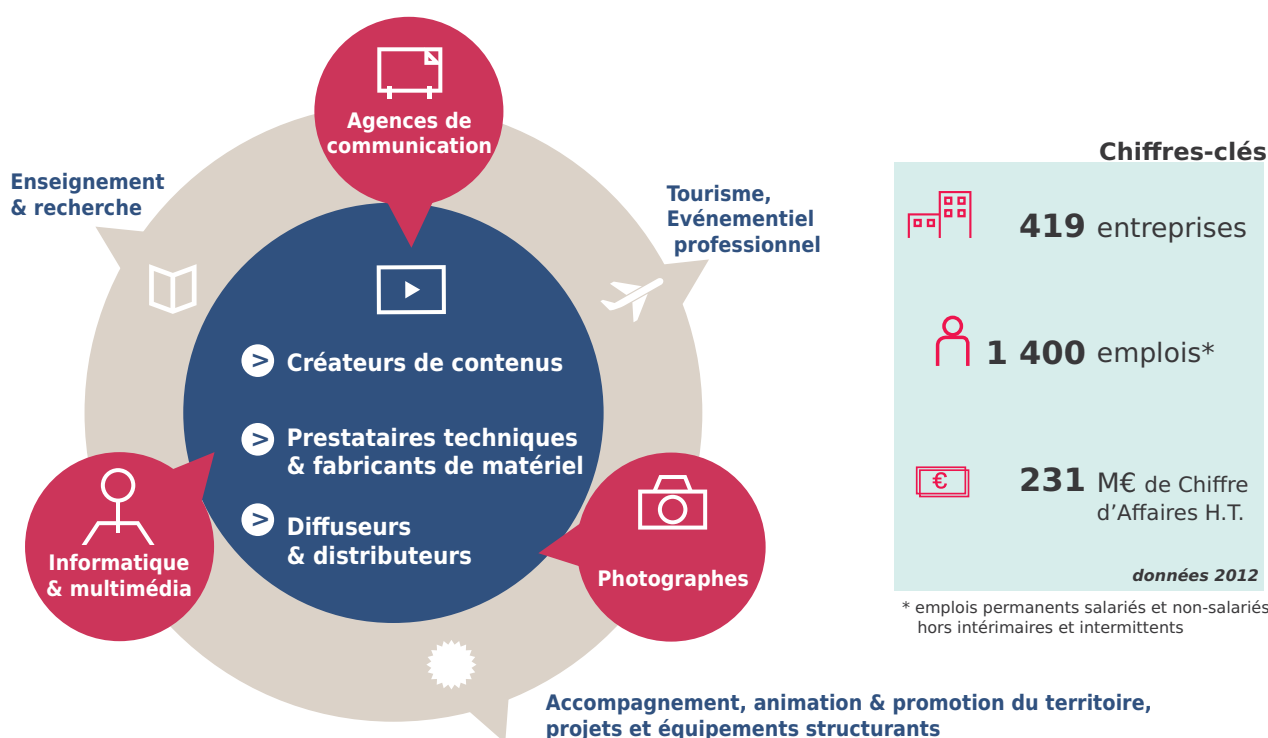 Agences de
communication
Enseignement
& recherche
Tourisme,
Evénementiel
professionnel
> Créateurs de contenus
> Prestataires techniques
& fabricants de matériel
> Diffuseurs
& distributeurs
Informatique
& multimédia
Photographes
Accompagnement, animation & promotion du territoire,
projets et équipements structurants
Chiffres-clés
419 entreprises
1 400 emplois*
€
231 M€ de Chiffre
d’Affaires H.T.
données 2012
* emplois permanents salariés et non-salariés
hors intérimaires et intermittents